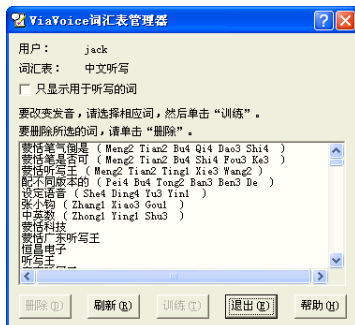 ViaVoice词汇表管理器
用户： jack
词汇表： 中文听写
只显示用于听写的词
要改变发音，请选择相应词，然后单击“训练”。
要删除所选的词，请单击“删除”。
蒙恬笔气倒是 ( Meng2 Tian2 Bu4 Qi4 Dao3 Shi4 )
蒙恬笔是否可 ( Meng2 Tian2 Bu4 Shi4 Fou3 Ke3 )
蒙恬听写王 ( Meng2 Tian2 Ting1 Xie3 Wang2 )
配不同版本的 ( Pei4 Bu4 Tong2 Ban3 Ben3 De )
设定语音 ( She4 Ding4 Yu3 Yin1 )
张小钩 ( Zhang1 Xiao3 Gou1 )
中英数 ( Zhong1 Ying1 Shu3 )
蒙恬科技
蒙恬广东听写王
恒昌电子
听写王
删除(D) 刷新(R) 训练(T) 退出(E) 帮助(H)